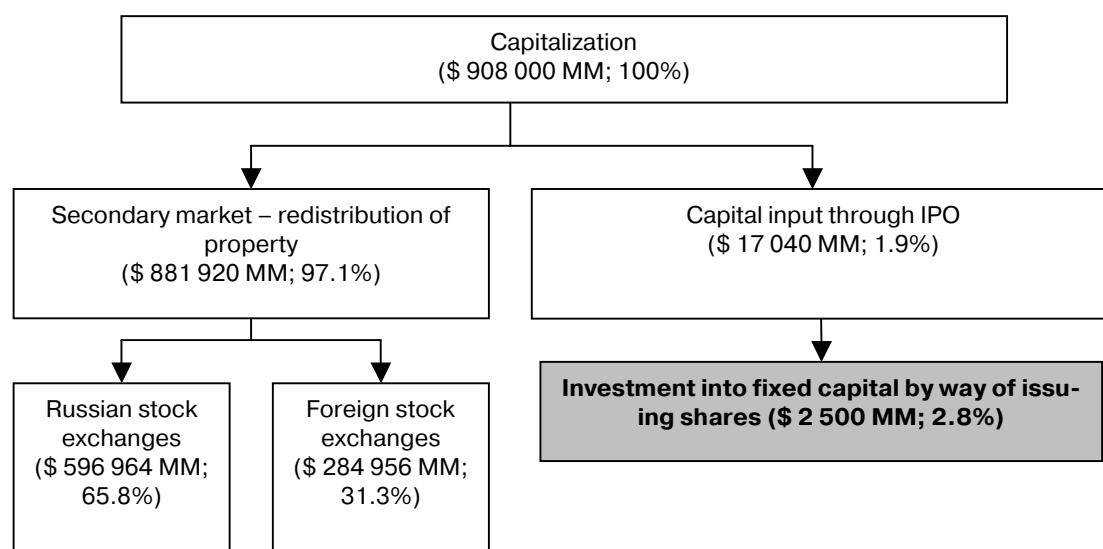 Capitalization
($ 908 000 MM; 100%)
Secondary market – redistribution of
property
($ 881 920 MM; 97.1%)
Capital input through IPO
($ 17 040 MM; 1.9%)
Russian stock
exchanges
($ 596 964 MM;
65.8%)
Foreign stock
exchanges
($ 284 956 MM;
31.3%)
Investment into fixed capital by way of issu-
ing shares ($ 2 500 MM; 2.8%)